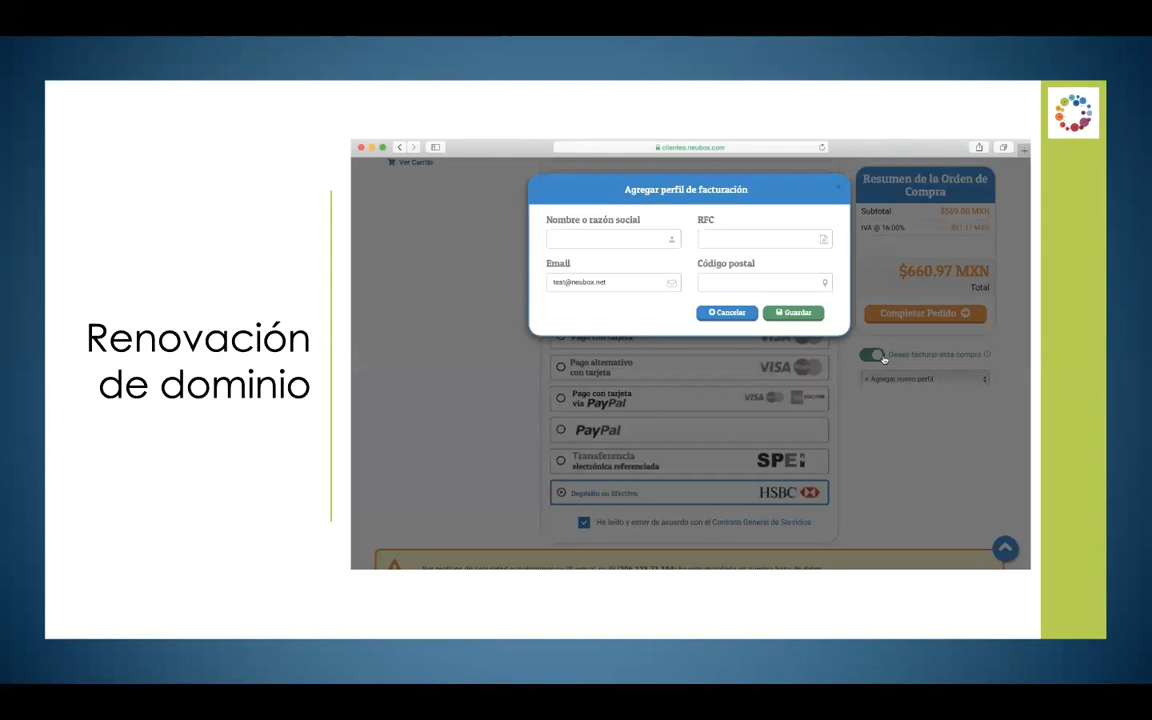 Renovación
de dominio
clientes.neubox.com
Ver Carrito
Agregar perfil de facturación
Nombre o razón social
RFC
Email
Código postal
test@neubox.net
Cancelar
Guardar
Pago con tarjeta
Pago alternativo
con tarjeta
VISA
Pago con tarjeta
vía PayPal
VISA
DISCOVER
PayPal
Transferencia
electrónica referenciada
SPEI
Depósito en Efectivo
HSBC
He leído y estoy de acuerdo con el Contrato General de Servicios.
Resumen de la Orden de
Compra
Subtotal
$569.80 MXN
IVA @ 16.00%
$91.17 MXN
$660.97 MXN
Total
Completar Pedido
Deseo facturar esta compra
+ Agregar nuevo perfil